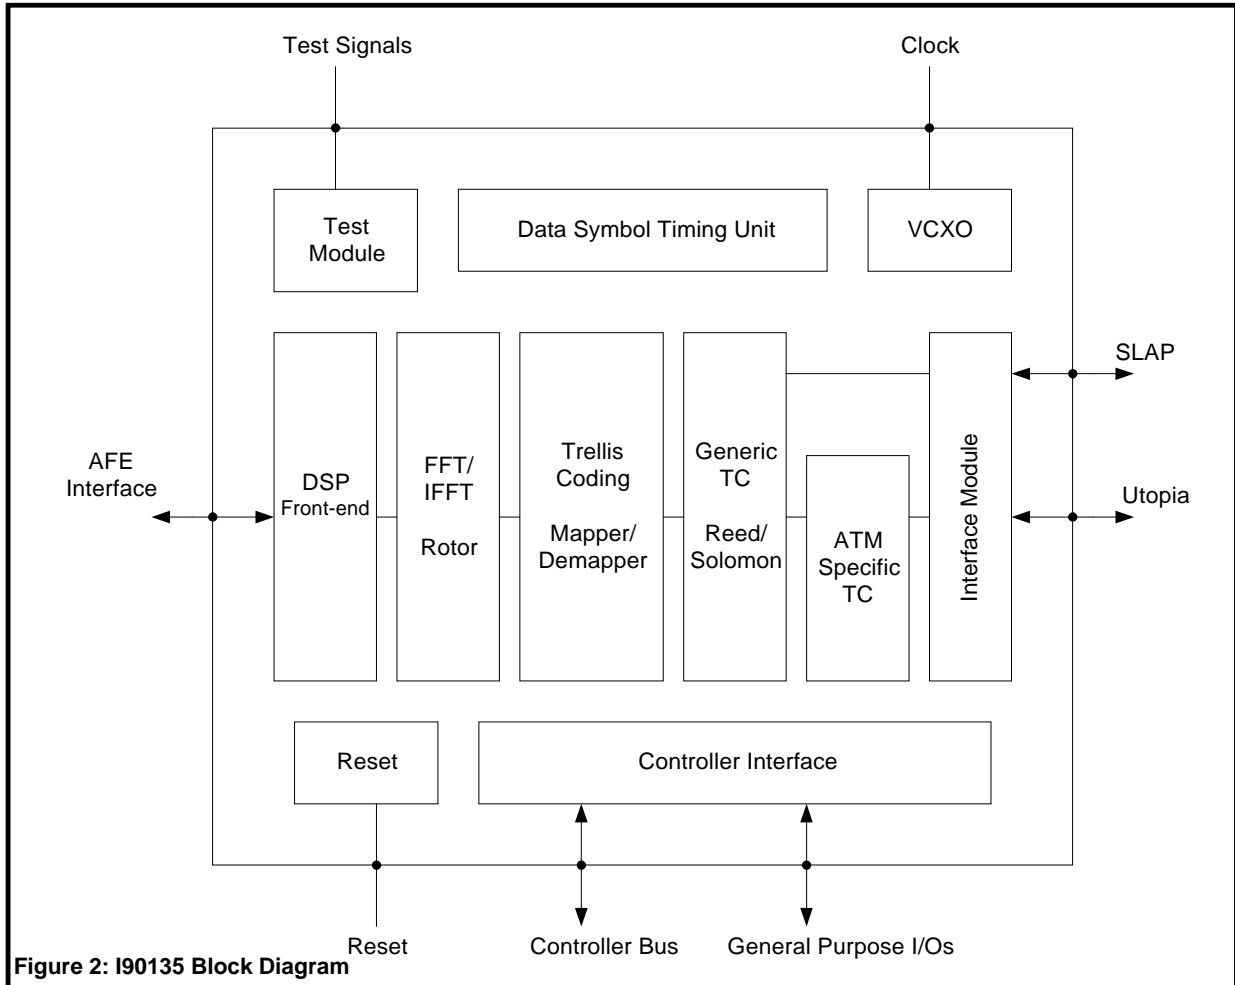 Test Signals
Clock
Test
Module
Data Symbol Timing Unit
VCXO
SLAP
AFE
Interface
DSP
Front-end
FFT/
IFFT
Rotor
Trellis
Coding
Mapper/
Demapper
Generic
TC
Reed/
Solomon
ATM
Specific
TC
Interface Module
Utopia
Reset
Controller Interface
Reset
Controller Bus
General Purpose I/Os
Figure 2: I90135 Block Diagram